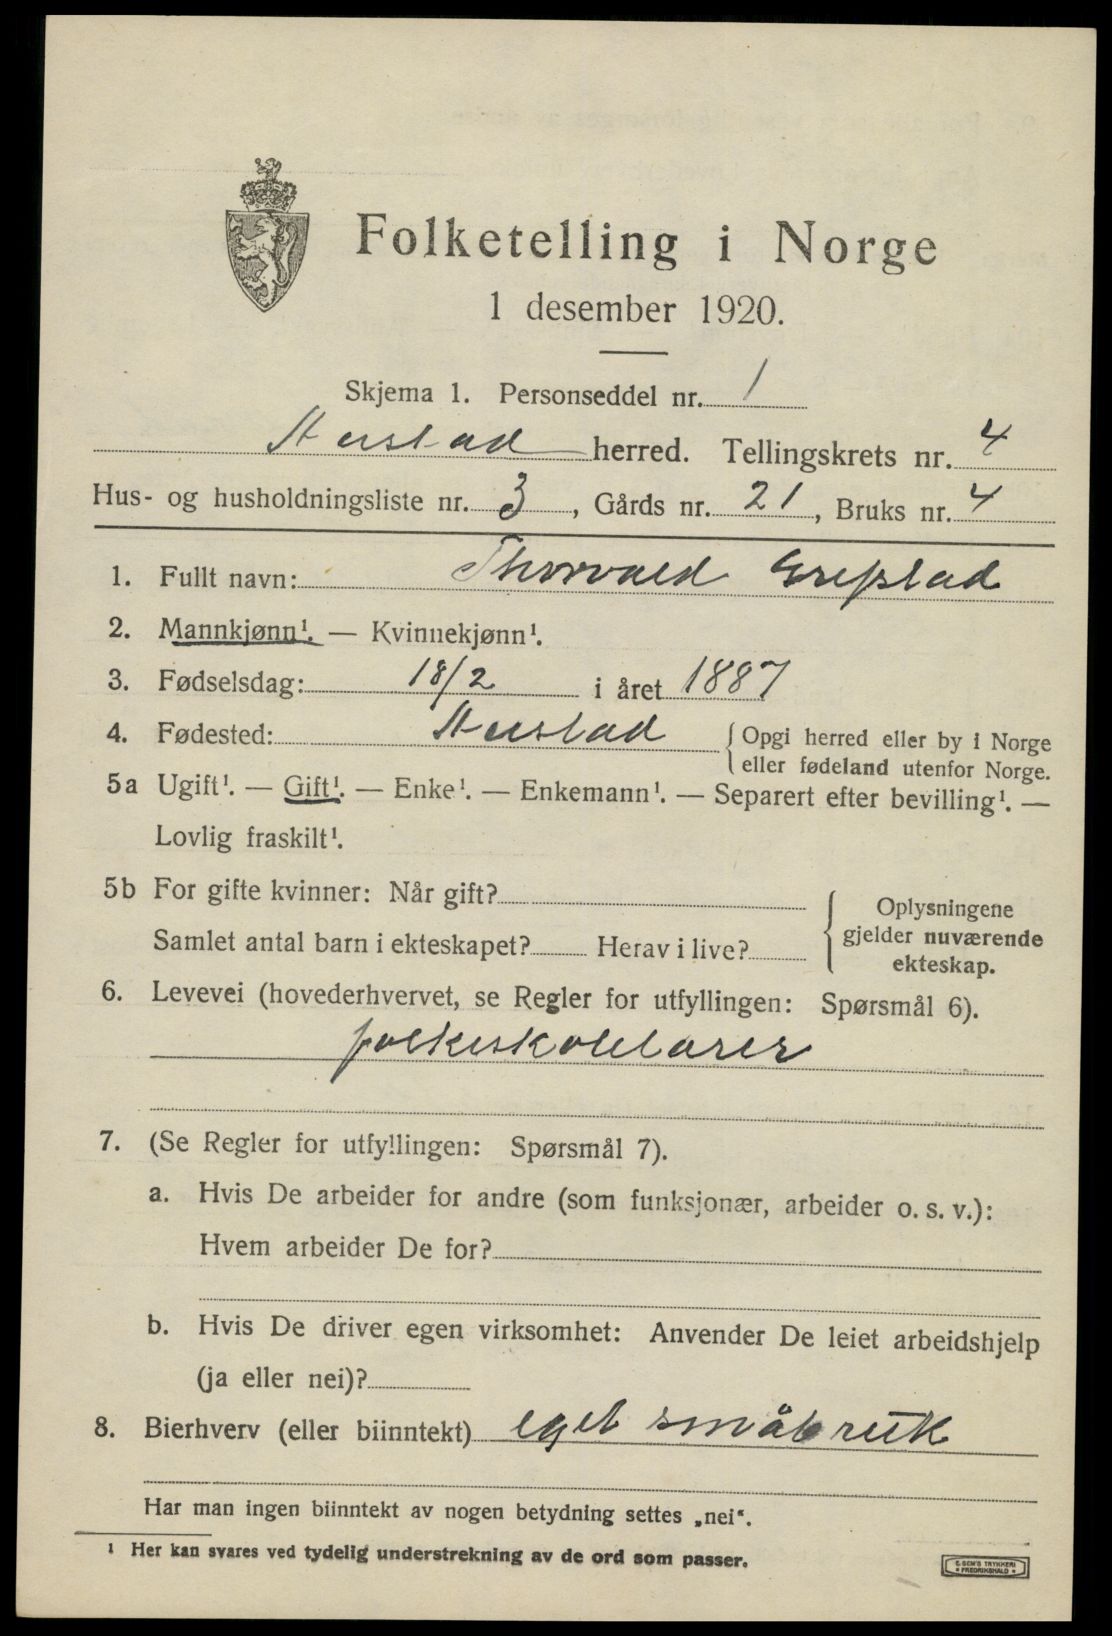 Folketelling i Norge
1 desember 1920.
Skjema 1. Personseddel nr. 1
herred. Tellingskrets nr. 4
Hus- og husholdningsliste nr. 3, Gårds nr. 21, Bruks nr. 4
1. Fullt navn: Thorvald
2. Mannkjønn¹. — Kvinnekjønn¹.
3. Fødselsdag: 18/2 i året 1887
4. Fødested: { Opgi herred eller by i Norge
eller fødeland utenfor Norge.
5a Ugift¹. — Gift¹. — Enke¹. — Enkemann¹. — Separert efter bevilling¹. —
Lovlig fraskilt¹.
5b For gifte kvinner: Når gift?
Samlet antal barn i ekteskapet? Herav i live?
{ Oplysningene
gjelder nuværende
ekteskap.
6. Levevei (hovederhvervet, se Regler for utfyllingen: Spørsmål 6).
folkeskolelærer
7. (Se Regler for utfyllingen: Spørsmål 7).
a. Hvis De arbeider for andre (som funksjonær, arbeider o. s. v.):
Hvem arbeider De for?
b. Hvis De driver egen virksomhet: Anvender De leiet arbeidshjelp
(ja eller nei)?
8. Bierhverv (eller biinntekt) eget småbruk
Har man ingen biinntekt av nogen betydning settes „nei“.
¹ Her kan svares ved tydelig understrekning av de ord som passer.
E. SEM'S TRYKKERI
* FREDRIKSHALD *